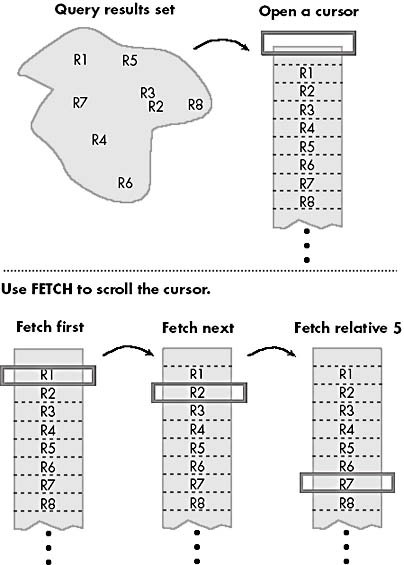 Query results set
Open a cursor
R1 R5
R3
R7 R2 R8
R4
R6
R1
R2
R3
R4
R5
R6
R7
R8
Use FETCH to scroll the cursor.
Fetch first
Fetch next
Fetch relative 5
R1
R2
R3
R4
R5
R6
R7
R8
R1
R2
R3
R4
R5
R6
R7
R8
R1
R2
R3
R4
R5
R6
R7
R8